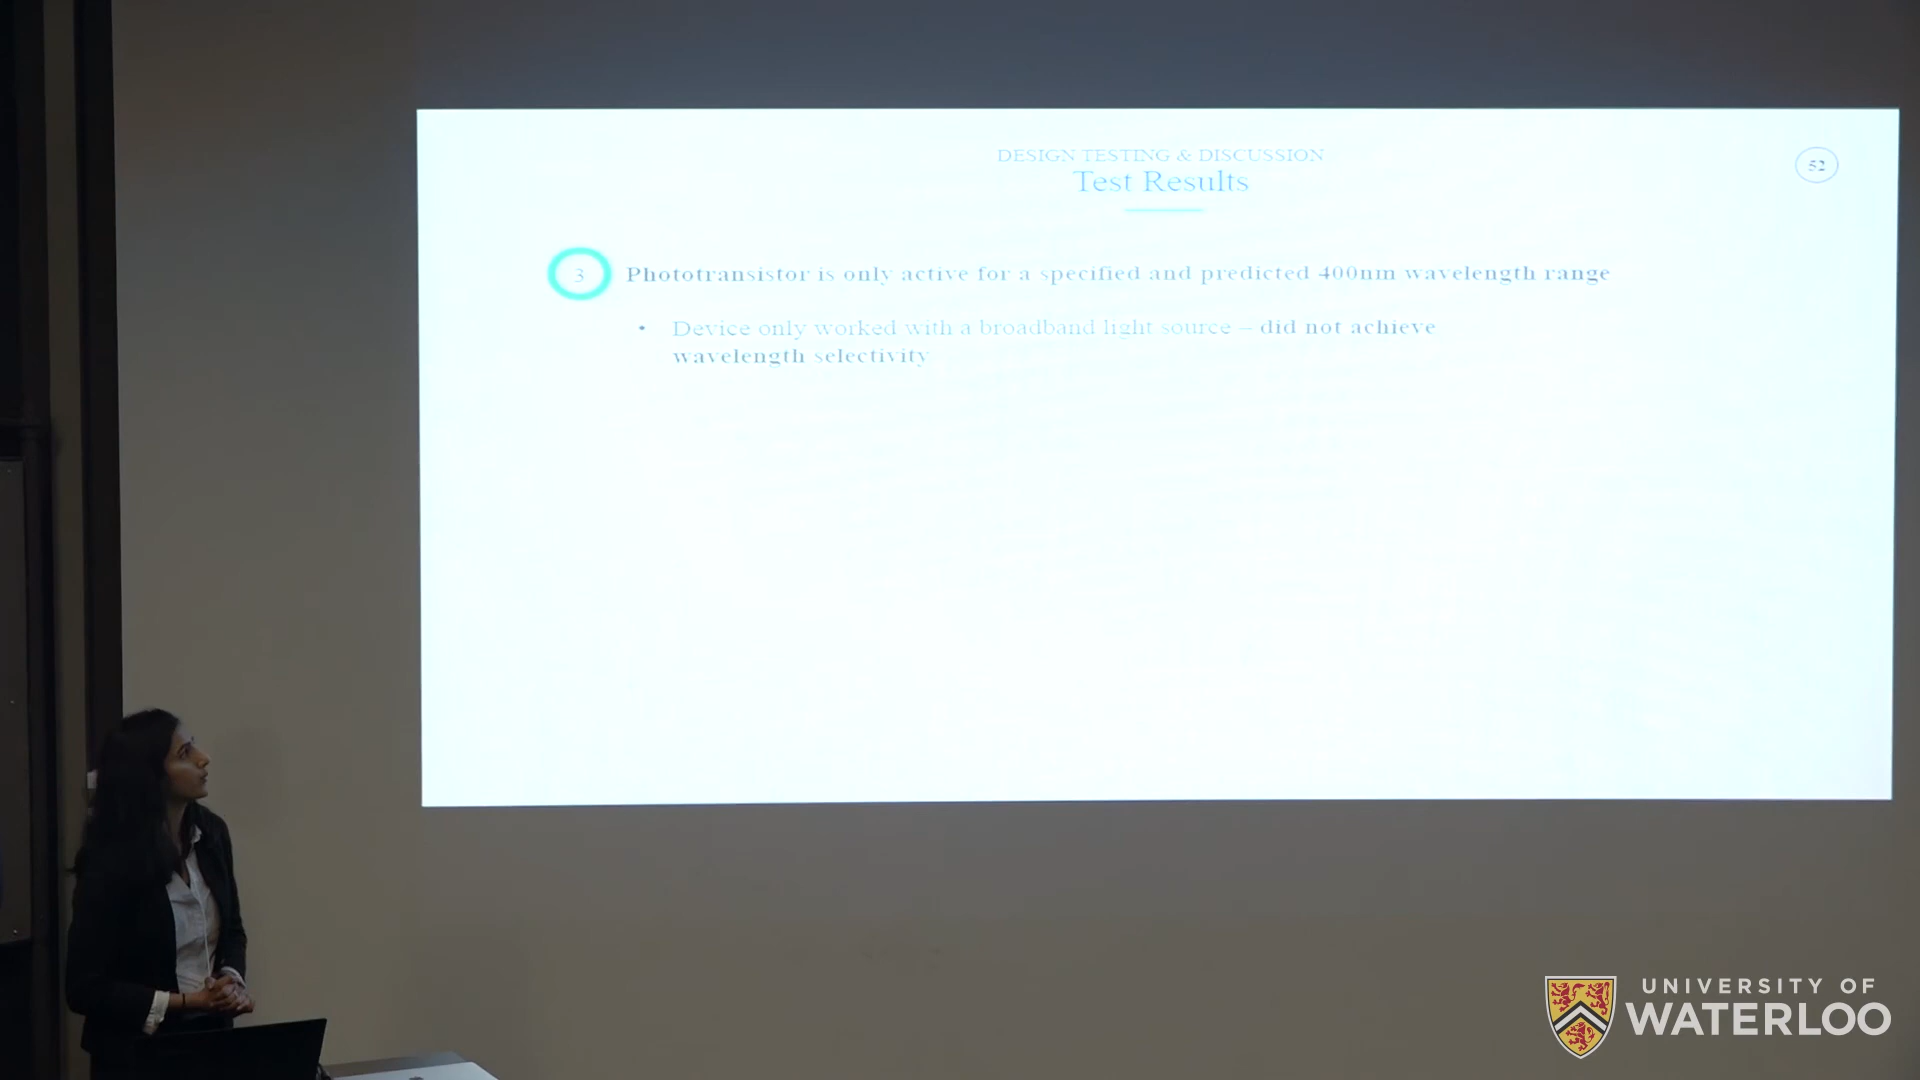 DESIGN TESTING & DISCUSSION
Test Results
52
3
Phototransistor is only active for a specified and predicted 400nm wavelength range
• Device only worked with a broadband light source – did not achieve
wavelength selectivity
UNIVERSITY OF
WATERLOO